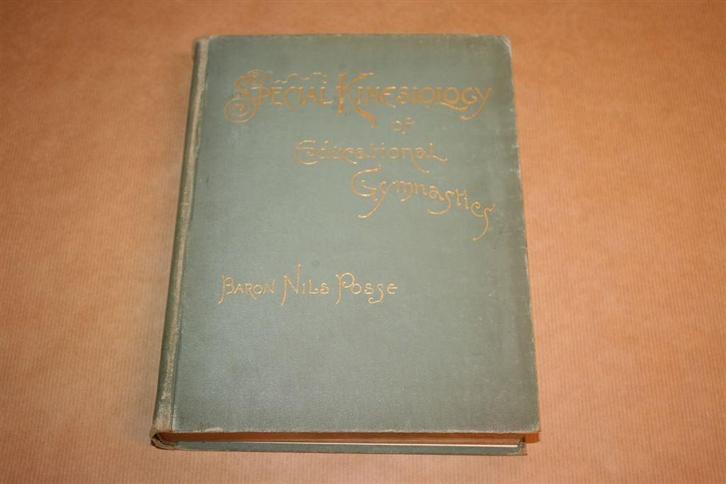 Special Kinesiology
of
Educational
Gymnastics
Baron Nils Posse